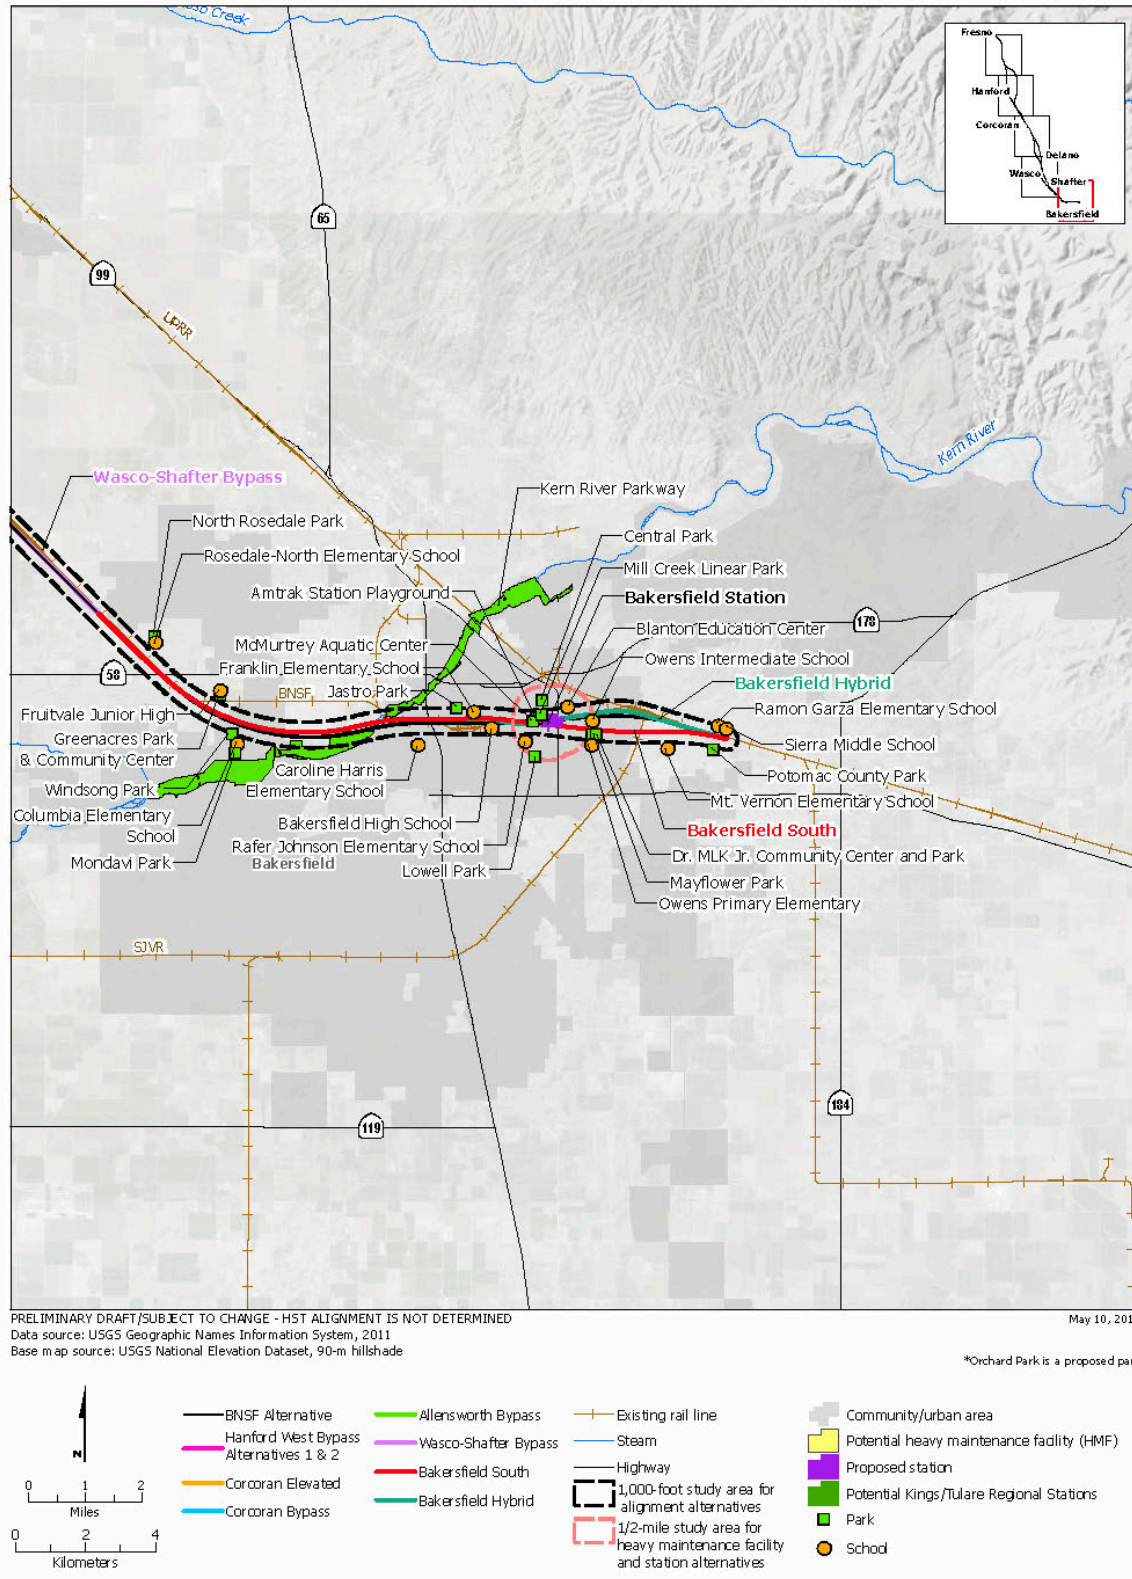 Fresno
Hanford
Corcoran
Delano
Wasco
Shafter
Bakersfield
65
99
UPRR
Kern River
Wasco-Shafter Bypass
Kern River Parkway
North Rosedale Park
Central Park
Rosedale-North Elementary School
Mill Creek Linear Park
Amtrak Station Playground
Bakersfield Station
178
Blanton Education Center
McMurtrey Aquatic Center
Owens Intermediate School
Franklin Elementary School
58
Bakersfield Hybrid
BNSF
Jastro Park
Ramon Garza Elementary School
Fruitvale Junior High
Greenacres Park
& Community Center
Sierra Middle School
Caroline Harris
Elementary School
Potomac County Park
Windsong Park
Mt. Vernon Elementary School
Columbia Elementary
School
Bakersfield High School
Bakersfield South
Rafer Johnson Elementary School
Dr. MLK Jr. Community Center and Park
Mondavi Park
Bakersfield
Lowell Park
Mayflower Park
Owens Primary Elementary
SJVR
184
119
PRELIMINARY DRAFT/SUBJECT TO CHANGE - HST ALIGNMENT IS NOT DETERMINED
Data source: USGS Geographic Names Information System, 2011
Base map source: USGS National Elevation Dataset, 90-m hillshade
May 10, 201
*Orchard Park is a proposed par
N
0 1 2
Miles
0 2 4
Kilometers
BNSF Alternative
Hanford West Bypass
Alternatives 1 & 2
Corcoran Elevated
Corcoran Bypass
Allensworth Bypass
Wasco-Shafter Bypass
Bakersfield South
Bakersfield Hybrid
Existing rail line
Steam
Highway
1,000-foot study area for
alignment alternatives
1/2-mile study area for
heavy maintenance facility
and station alternatives
Community/urban area
Potential heavy maintenance facility (HMF)
Proposed station
Potential Kings/Tulare Regional Stations
Park
School